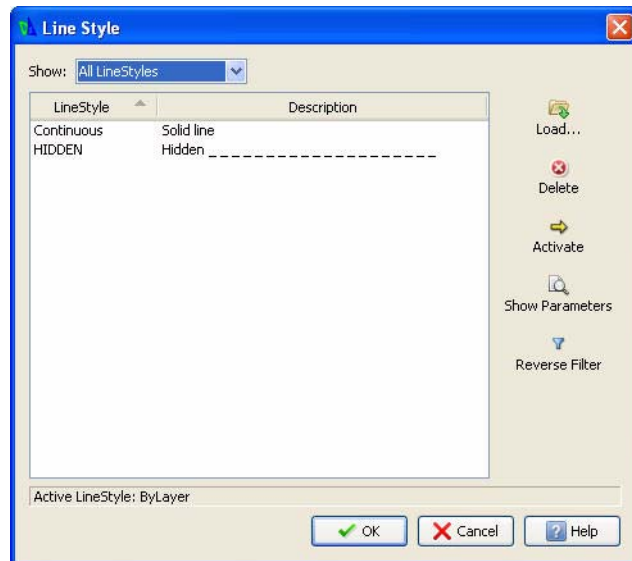 Line Style
Show: All LineStyles
LineStyle Description
Continuous Solid line
HIDDEN Hidden _ _ _ _ _ _ _ _ _ _ _ _ _ _ _ _ _ _ _ _
Load...
Delete
Activate
Show Parameters
Reverse Filter
Active LineStyle: ByLayer
OK Cancel Help